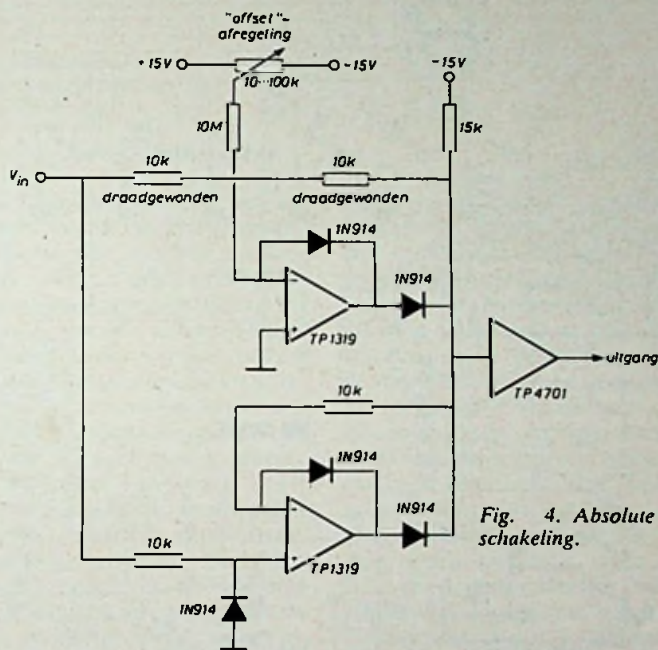 "offset"-
afregeling
+15V
-15V
-15V
10···100k
10M
15k
10k
10k
Vin
draadgewonden
draadgewonden
1N914
1N914
-
+
TP1319
uitgang
TP4701
10k
1N914
1N914
-
+
Fig. 4. Absolute
schakeling.
10k
TP1319
1N914